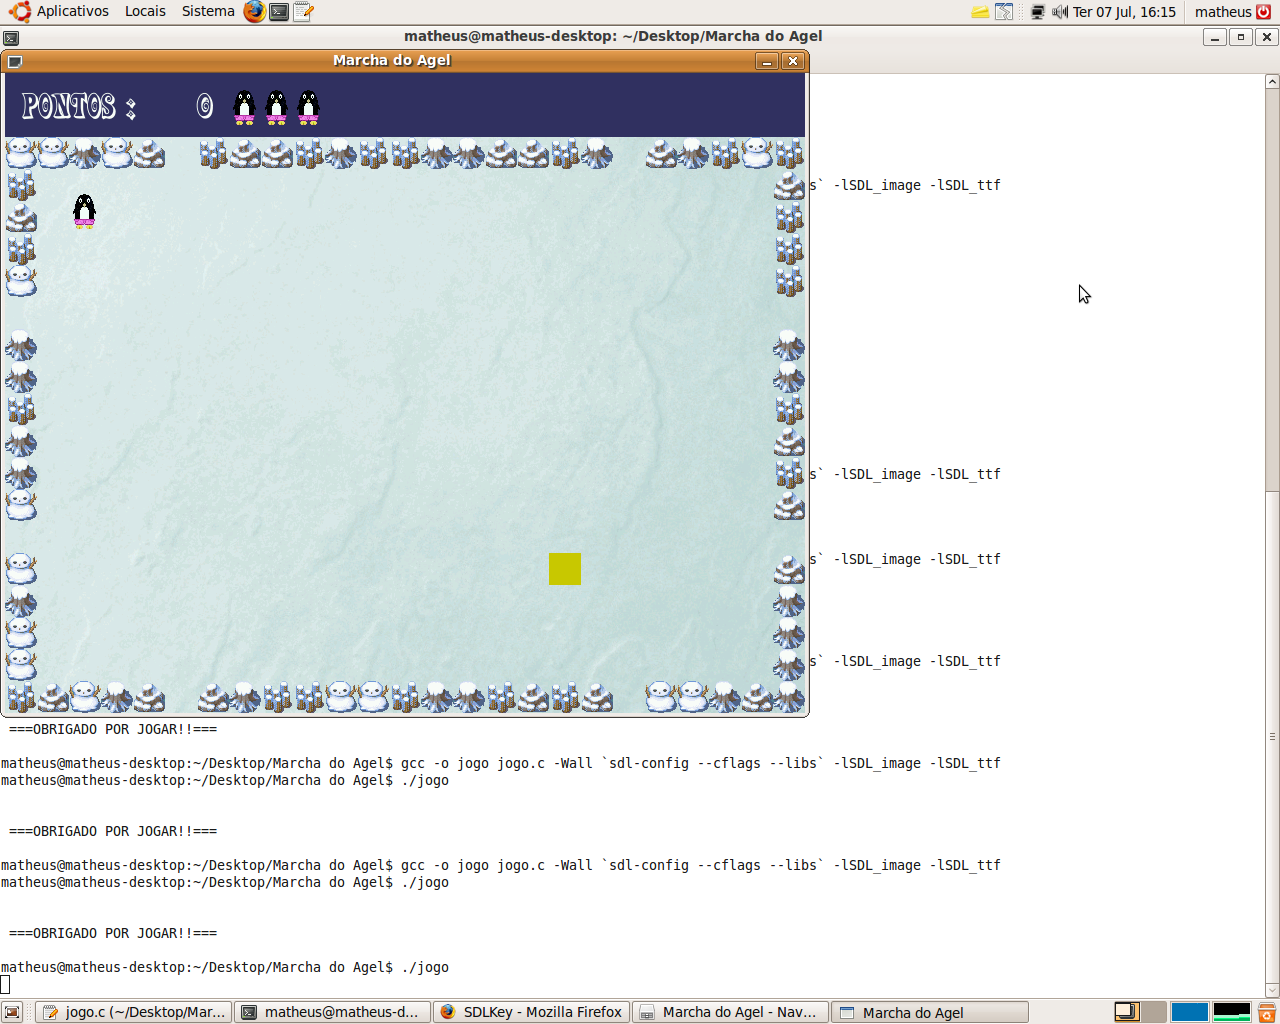 Aplicativos Locais Sistema Ter 07 Jul, 16:15 matheus
matheus@matheus-desktop: ~/Desktop/Marcha do Agel
Marcha do Agel
PONTOS : 0
s` -lSDL_image -lSDL_ttf
s` -lSDL_image -lSDL_ttf
s` -lSDL_image -lSDL_ttf
s` -lSDL_image -lSDL_ttf
===OBRIGADO POR JOGAR!!===
matheus@matheus-desktop:~/Desktop/Marcha do Agel$ gcc -o jogo jogo.c -Wall `sdl-config --cflags --libs` -lSDL_image -lSDL_ttf
matheus@matheus-desktop:~/Desktop/Marcha do Agel$ ./jogo
===OBRIGADO POR JOGAR!!===
matheus@matheus-desktop:~/Desktop/Marcha do Agel$ gcc -o jogo jogo.c -Wall `sdl-config --cflags --libs` -lSDL_image -lSDL_ttf
matheus@matheus-desktop:~/Desktop/Marcha do Agel$ ./jogo
===OBRIGADO POR JOGAR!!===
matheus@matheus-desktop:~/Desktop/Marcha do Agel$ ./jogo
jogo.c (~/Desktop/Mar... matheus@matheus-d... SDLKey - Mozilla Firefox Marcha do Agel - Nav... Marcha do Agel